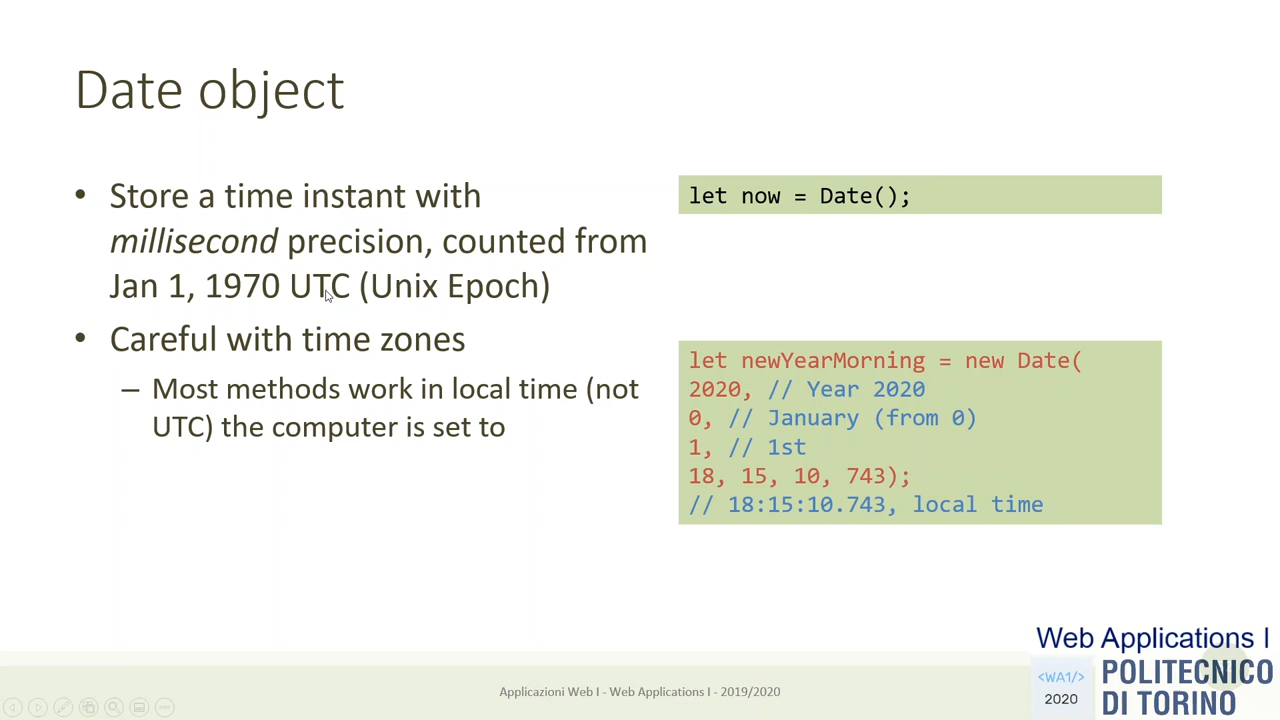 Date object
• Store a time instant with
millisecond precision, counted from
Jan 1, 1970 UTC (Unix Epoch)
• Careful with time zones
– Most methods work in local time (not
UTC) the computer is set to
let now = Date();
let newYearMorning = new Date(
2020, // Year 2020
0, // January (from 0)
1, // 1st
18, 15, 10, 743);
// 18:15:10.743, local time
Applicazioni Web I - Web Applications I - 2019/2020
Web Applications I
<WA1/>
2020
POLITECNICO
DI TORINO